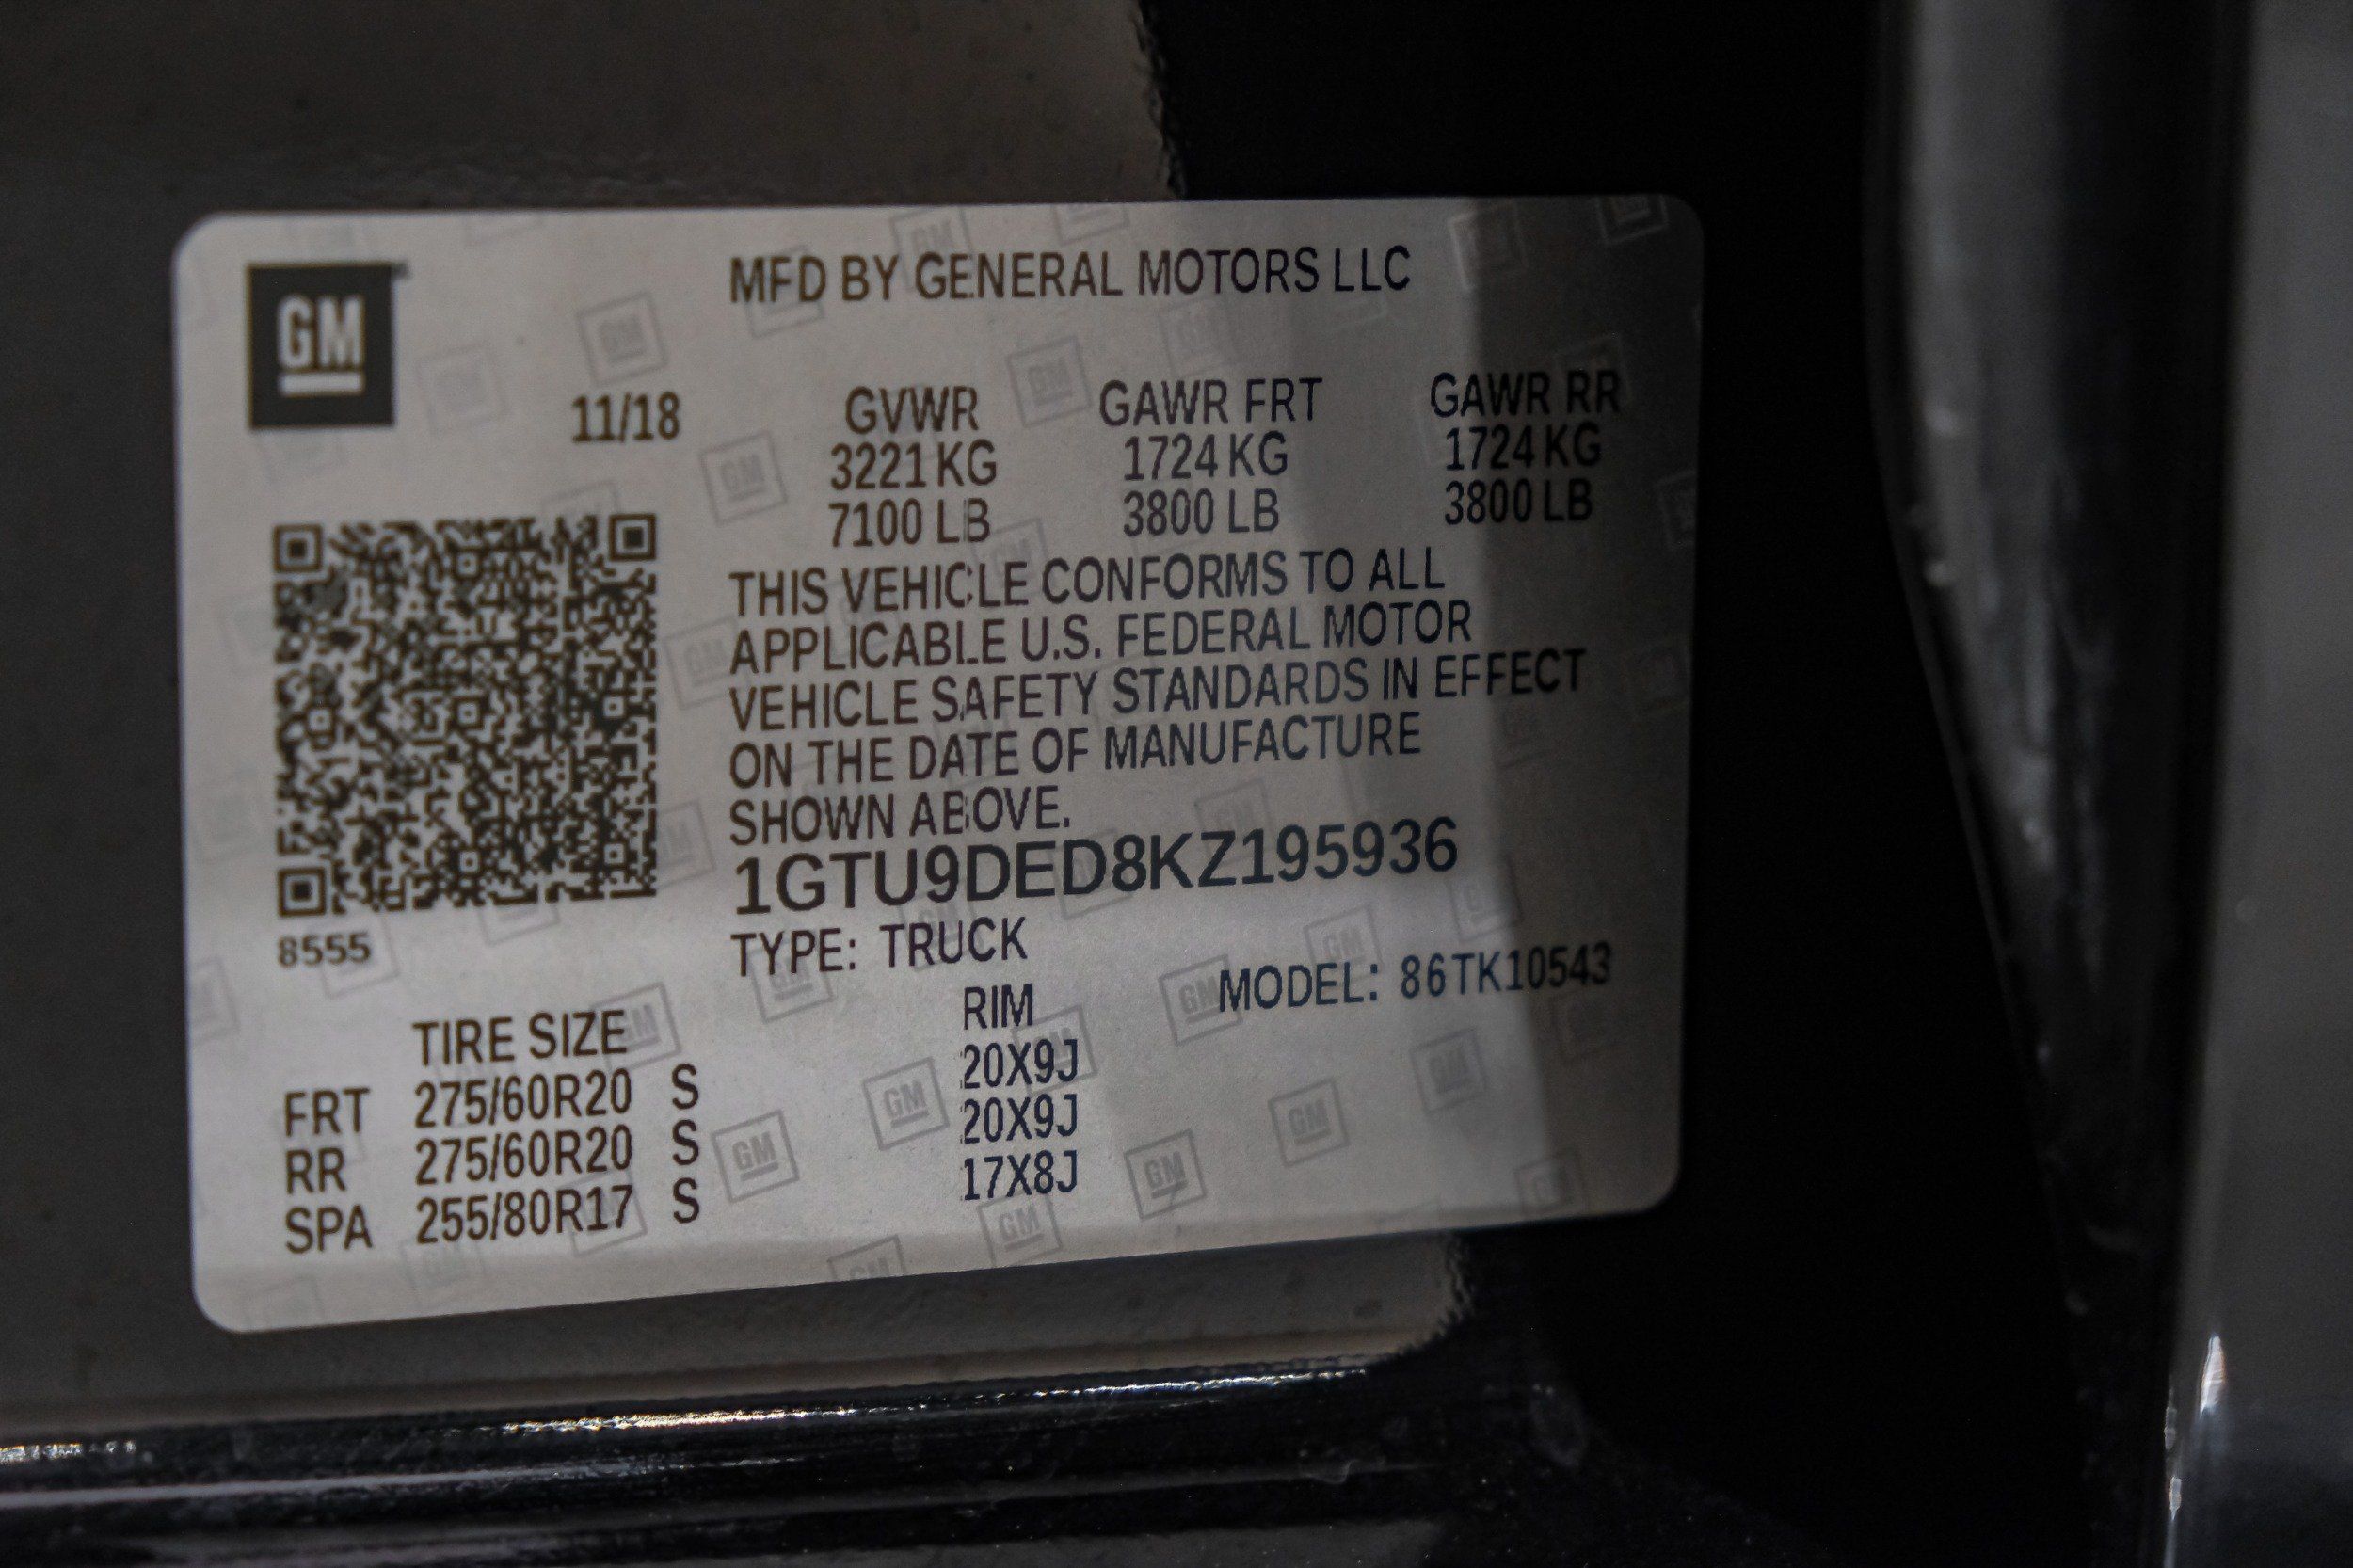 GM
MFD BY GENERAL MOTORS LLC
11/18 GVWR GAWR FRT GAWR RR
3221 KG 1724 KG 1724 KG
7100 LB 3800 LB 3800 LB
THIS VEHICLE CONFORMS TO ALL
APPLICABLE U.S. FEDERAL MOTOR
VEHICLE SAFETY STANDARDS IN EFFECT
ON THE DATE OF MANUFACTURE
SHOWN ABOVE.
1GTU9DED8KZ195936
8555
TYPE: TRUCK
MODEL: 86TK10543
TIRE SIZE RIM
FRT 275/60R20 S 20X9J
RR 275/60R20 S 20X9J
SPA 255/80R17 S 17X8J